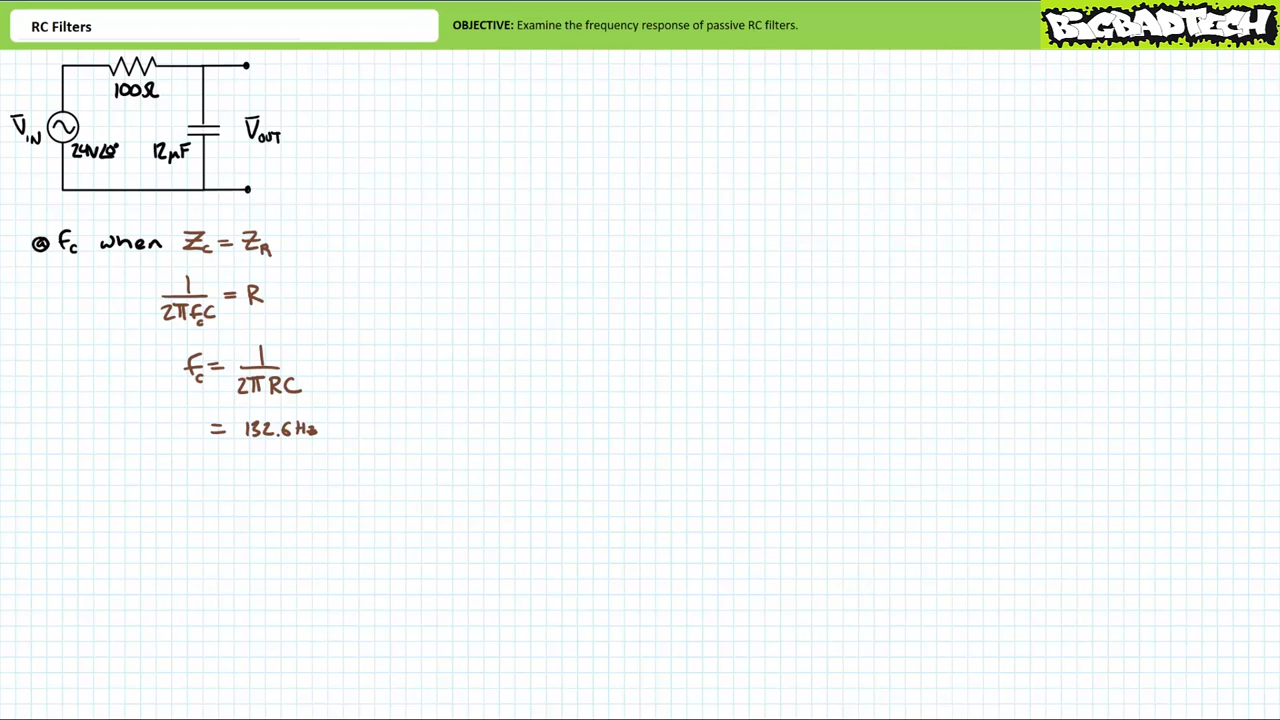 RC Filters
OBJECTIVE: Examine the frequency response of passive RC filters.
BIGBADTECH
100Ω
V̅IN
24V∠0°
12μF
V̅OUT
@ fc when Zc = ZR
1/2πfcC = R
fc = 1/2πRC
= 132.6Hz